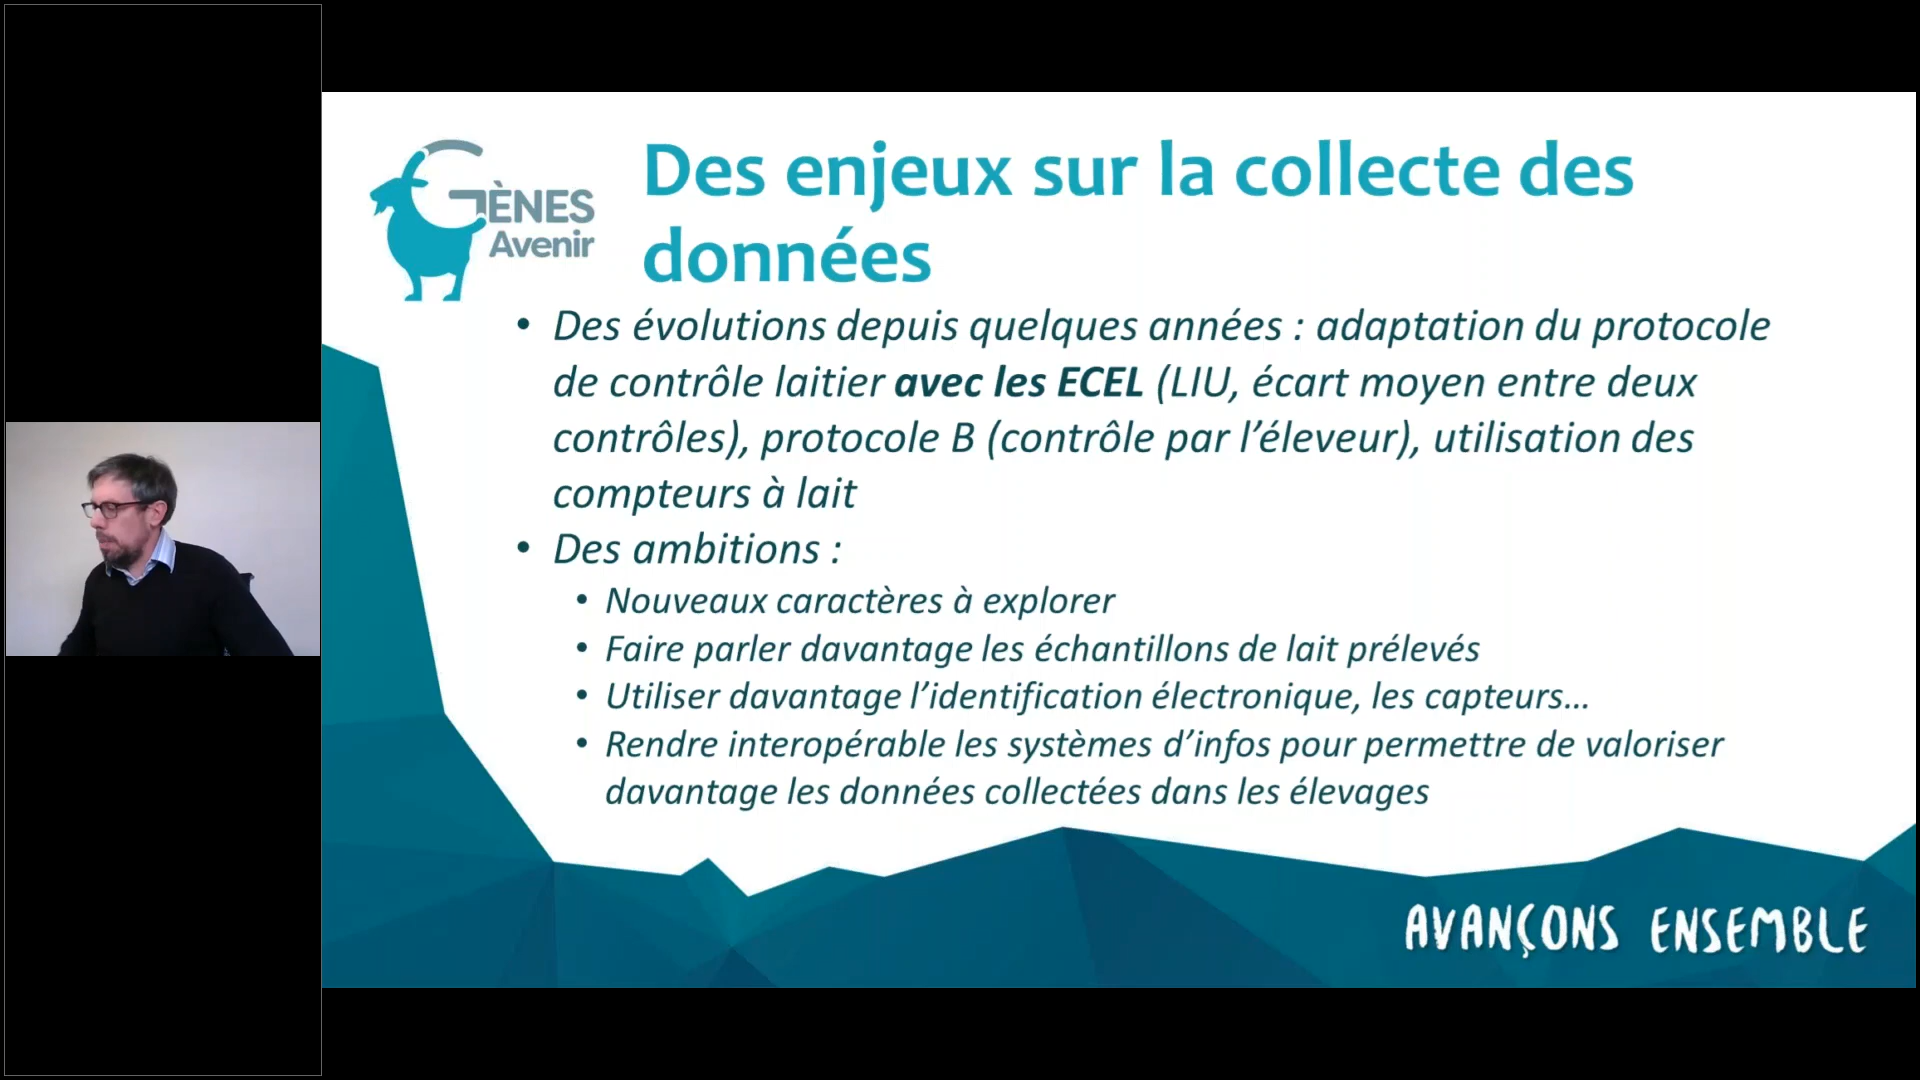 GÈNES
Avenir
Des enjeux sur la collecte des
données
• Des évolutions depuis quelques années : adaptation du protocole
de contrôle laitier avec les ECEL (LIU, écart moyen entre deux
contrôles), protocole B (contrôle par l’éleveur), utilisation des
compteurs à lait
• Des ambitions :
• Nouveaux caractères à explorer
• Faire parler davantage les échantillons de lait prélevés
• Utiliser davantage l’identification électronique, les capteurs…
• Rendre interopérable les systèmes d’infos pour permettre de valoriser
davantage les données collectées dans les élevages
AVANÇONS ENSEMBLE